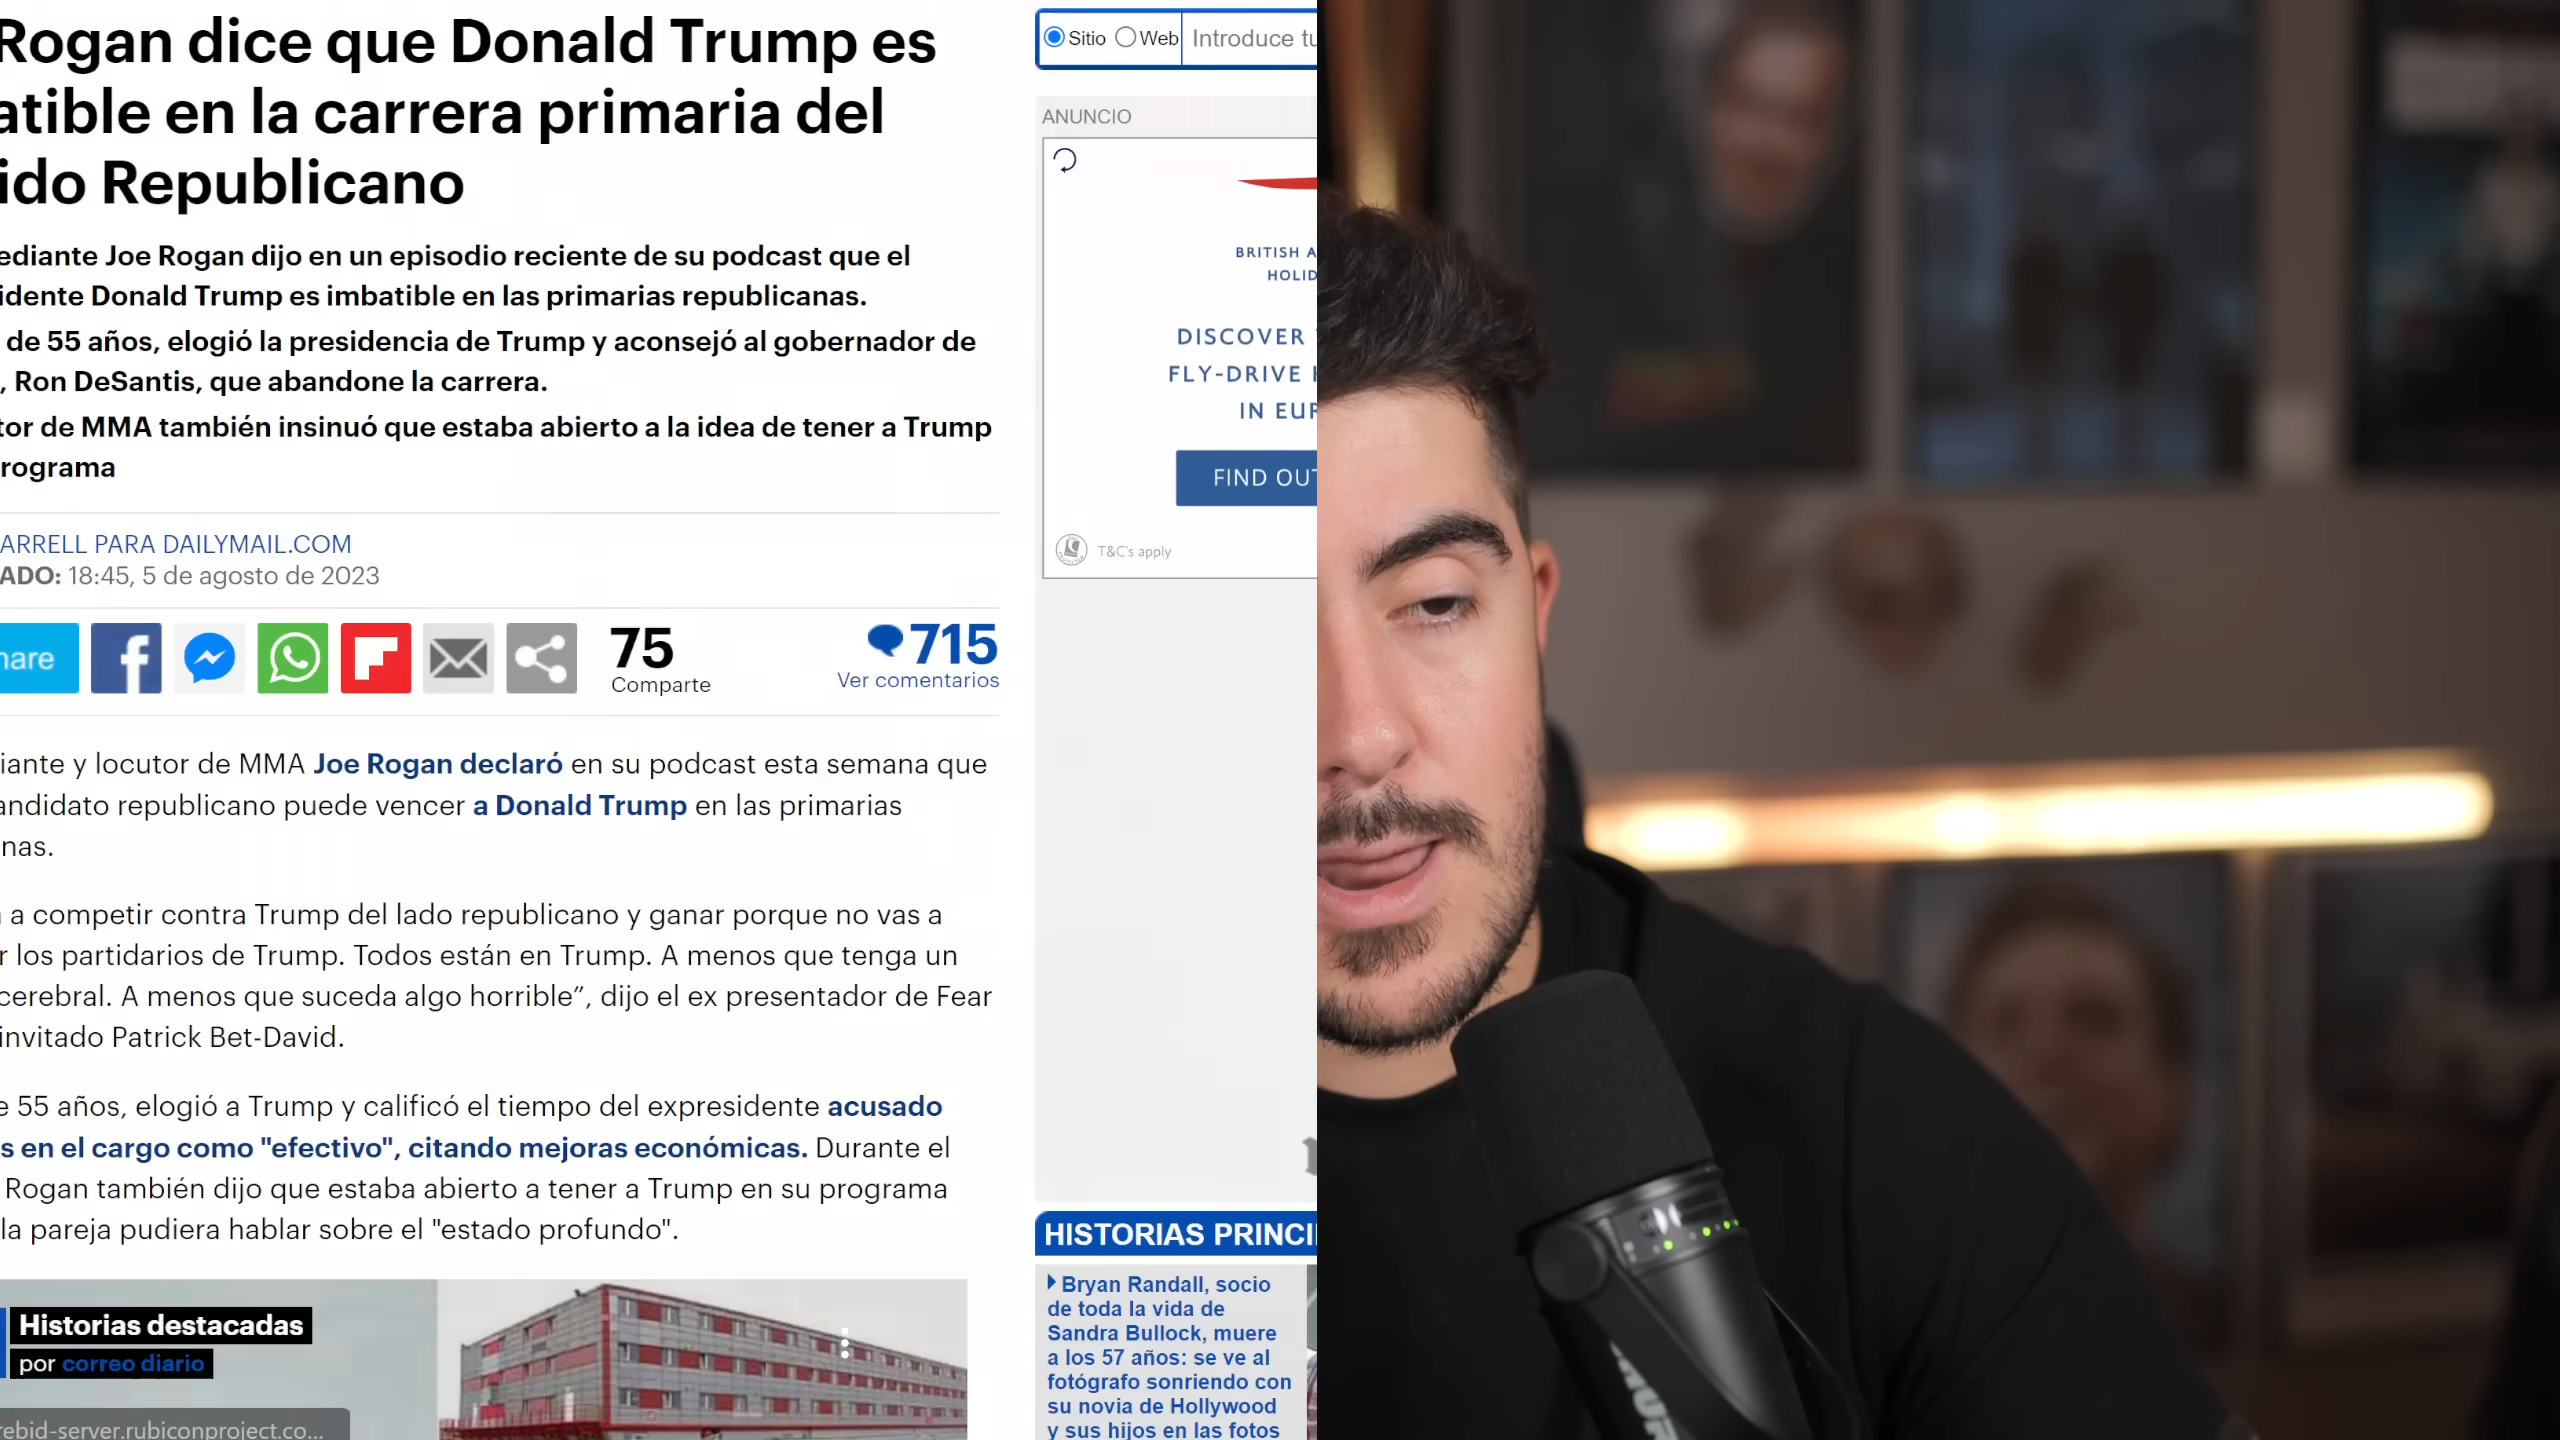 Rogan dice que Donald Trump es
atible en la carrera primaria del
ido Republicano
ediante Joe Rogan dijo en un episodio reciente de su podcast que el
idente Donald Trump es imbatible en las primarias republicanas.
de 55 años, elogió la presidencia de Trump y aconsejó al gobernador de
, Ron DeSantis, que abandone la carrera.
tor de MMA también insinuó que estaba abierto a la idea de tener a Trump
rograma
ARRELL PARA DAILYMAIL.COM
ADO: 18:45, 5 de agosto de 2023
hare
75
Comparte
715
Ver comentarios
iante y locutor de MMA Joe Rogan declaró en su podcast esta semana que
andidato republicano puede vencer a Donald Trump en las primarias
nas.
a competir contra Trump del lado republicano y ganar porque no vas a
r los partidarios de Trump. Todos están en Trump. A menos que tenga un
cerebral. A menos que suceda algo horrible”, dijo el ex presentador de Fear
invitado Patrick Bet-David.
e 55 años, elogió a Trump y calificó el tiempo del expresidente acusado
s en el cargo como "efectivo", citando mejoras económicas. Durante el
Rogan también dijo que estaba abierto a tener a Trump en su programa
la pareja pudiera hablar sobre el "estado profundo".
Historias destacadas
por correo diario
rebid-server.rubiconproject.co...
Sitio Web Introduce tu
ANUNCIO
BRITISH A
HOLID
DISCOVER
FLY-DRIVE H
IN EUR
FIND OUT
T&C's apply
HISTORIAS PRINCI
Bryan Randall, socio
de toda la vida de
Sandra Bullock, muere
a los 57 años: se ve al
fotógrafo sonriendo con
su novia de Hollywood
y sus hijos en las fotos